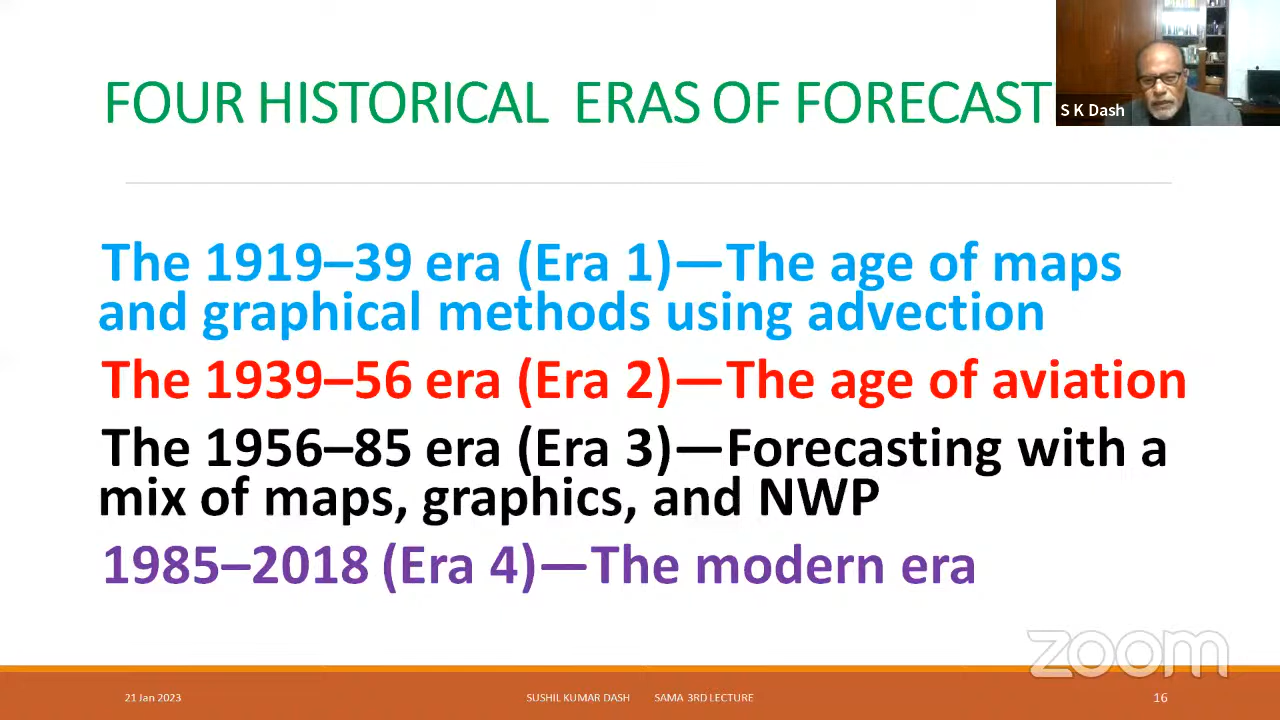 FOUR HISTORICAL ERAS OF FORECAST
S K Dash
The 1919–39 era (Era 1)—The age of maps
and graphical methods using advection
The 1939–56 era (Era 2)—The age of aviation
The 1956–85 era (Era 3)—Forecasting with a
mix of maps, graphics, and NWP
1985–2018 (Era 4)—The modern era
zoom
21 Jan 2023 SUSHIL KUMAR DASH SAMA 3RD LECTURE 16